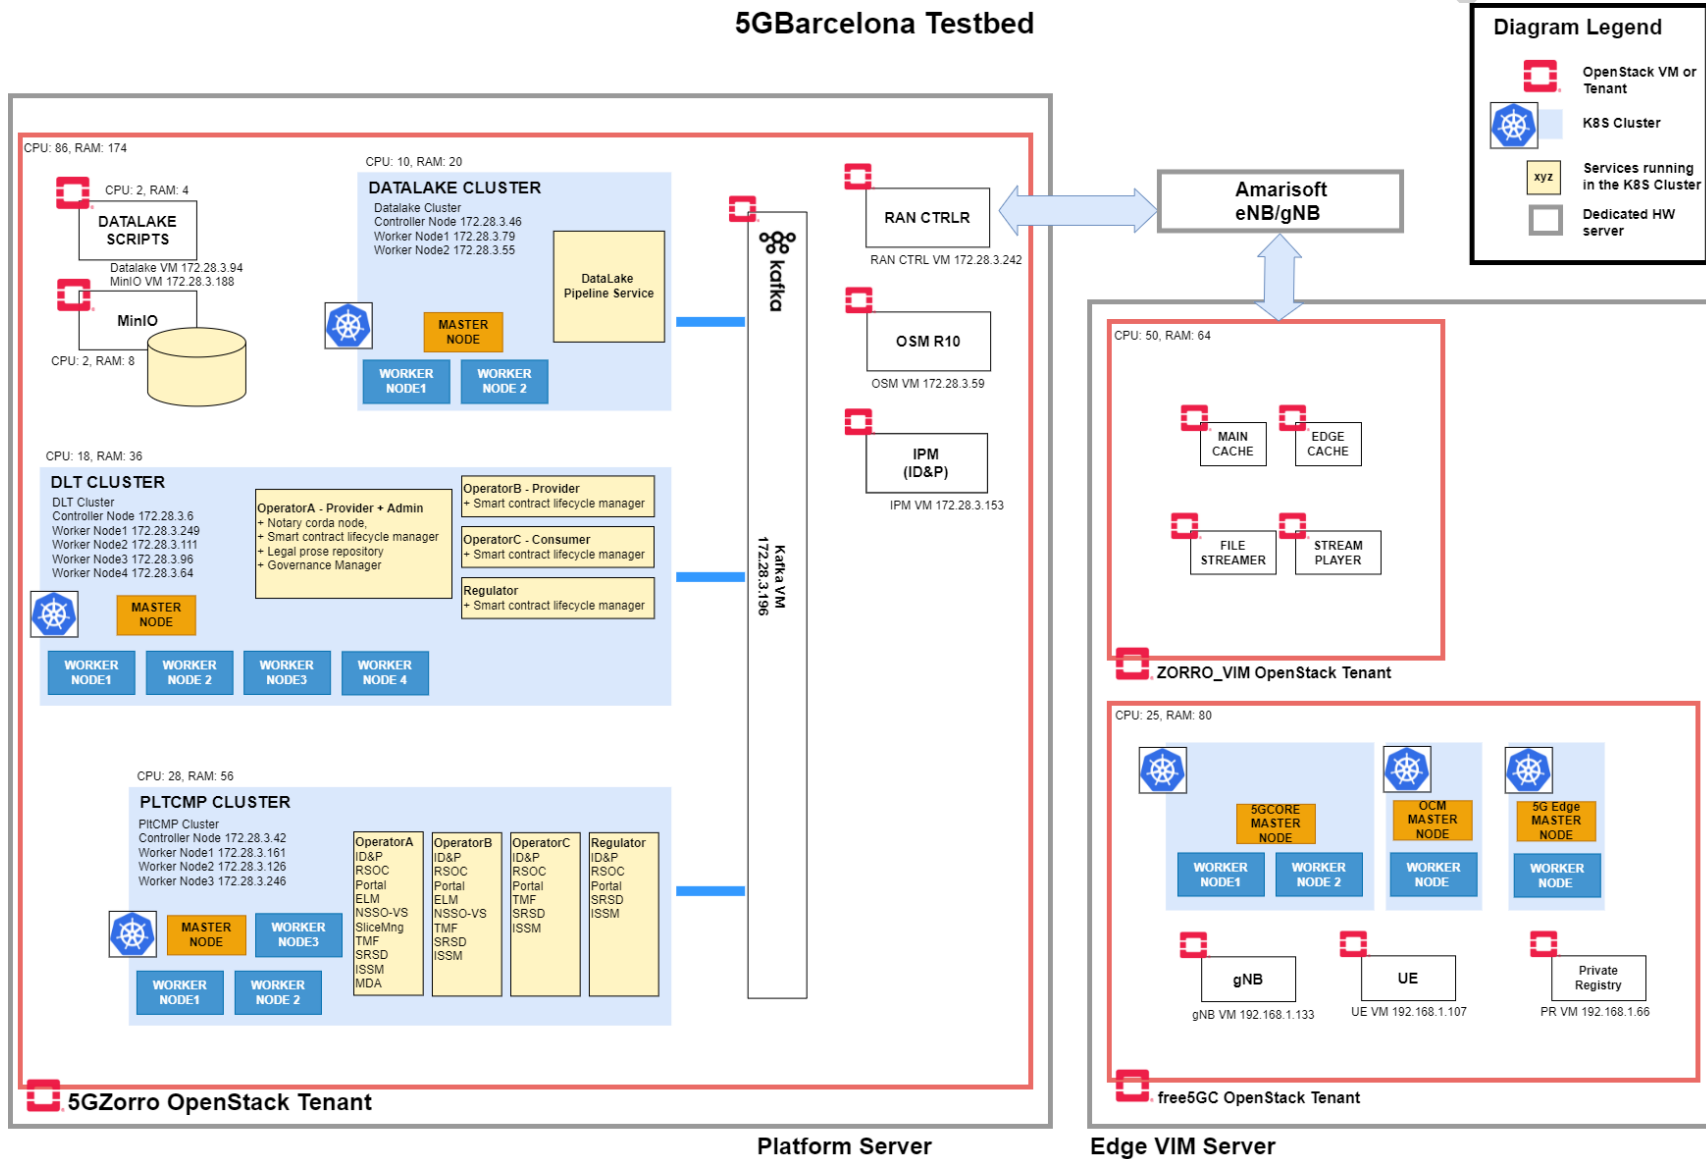 5GBarcelona Testbed
Diagram Legend
OpenStack VM or
Tenant
K8S Cluster
xyz
Services running
in the K8S Cluster
Dedicated HW
server
CPU: 86, RAM: 174
CPU: 2, RAM: 4
DATALAKE
SCRIPTS
Datalake VM 172.28.3.94
MinIO VM 172.28.3.188
MinIO
CPU: 2, RAM: 8
CPU: 10, RAM: 20
DATALAKE CLUSTER
Datalake Cluster
Controller Node 172.28.3.46
Worker Node1 172.28.3.79
Worker Node2 172.28.3.55
DataLake
Pipeline Service
MASTER
NODE
WORKER
NODE1
WORKER
NODE 2
kafka
Kafka VM
172.28.3.196
RAN CTRLR
RAN CTRL VM 172.28.3.242
OSM R10
OSM VM 172.28.3.59
IPM
(ID&P)
IPM VM 172.28.3.153
Amarisoft
eNB/gNB
CPU: 18, RAM: 36
DLT CLUSTER
DLT Cluster
Controller Node 172.28.3.6
Worker Node1 172.28.3.249
Worker Node2 172.28.3.111
Worker Node3 172.28.3.96
Worker Node4 172.28.3.64
OperatorA - Provider + Admin
+ Notary corda node,
+ Smart contract lifecycle manager
+ Legal prose repository
+ Governance Manager
OperatorB - Provider
+ Smart contract lifecycle manager
OperatorC - Consumer
+ Smart contract lifecycle manager
Regulator
+ Smart contract lifecycle manager
MASTER
NODE
WORKER
NODE1
WORKER
NODE 2
WORKER
NODE3
WORKER
NODE 4
CPU: 28, RAM: 56
PLTCMP CLUSTER
PltCMP Cluster
Controller Node 172.28.3.42
Worker Node1 172.28.3.161
Worker Node2 172.28.3.126
Worker Node3 172.28.3.246
MASTER
NODE
WORKER
NODE3
WORKER
NODE1
WORKER
NODE 2
OperatorA
ID&P
RSOC
Portal
ELM
NSSO-VS
SliceMng
TMF
SRSD
ISSM
MDA
OperatorB
ID&P
RSOC
Portal
ELM
NSSO-VS
TMF
SRSD
ISSM
OperatorC
ID&P
RSOC
Portal
TMF
SRSD
ISSM
Regulator
ID&P
RSOC
Portal
SRSD
ISSM
5GZorro OpenStack Tenant
Platform Server
CPU: 50, RAM: 64
MAIN
CACHE
EDGE
CACHE
FILE
STREAMER
STREAM
PLAYER
ZORRO_VIM OpenStack Tenant
CPU: 25, RAM: 80
5GCORE
MASTER
NODE
WORKER
NODE1
WORKER
NODE 2
OCM
MASTER
NODE
WORKER
NODE
5G Edge
MASTER
NODE
WORKER
NODE
gNB
gNB VM 192.168.1.133
UE
UE VM 192.168.1.107
Private
Registry
PR VM 192.168.1.66
free5GC OpenStack Tenant
Edge VIM Server